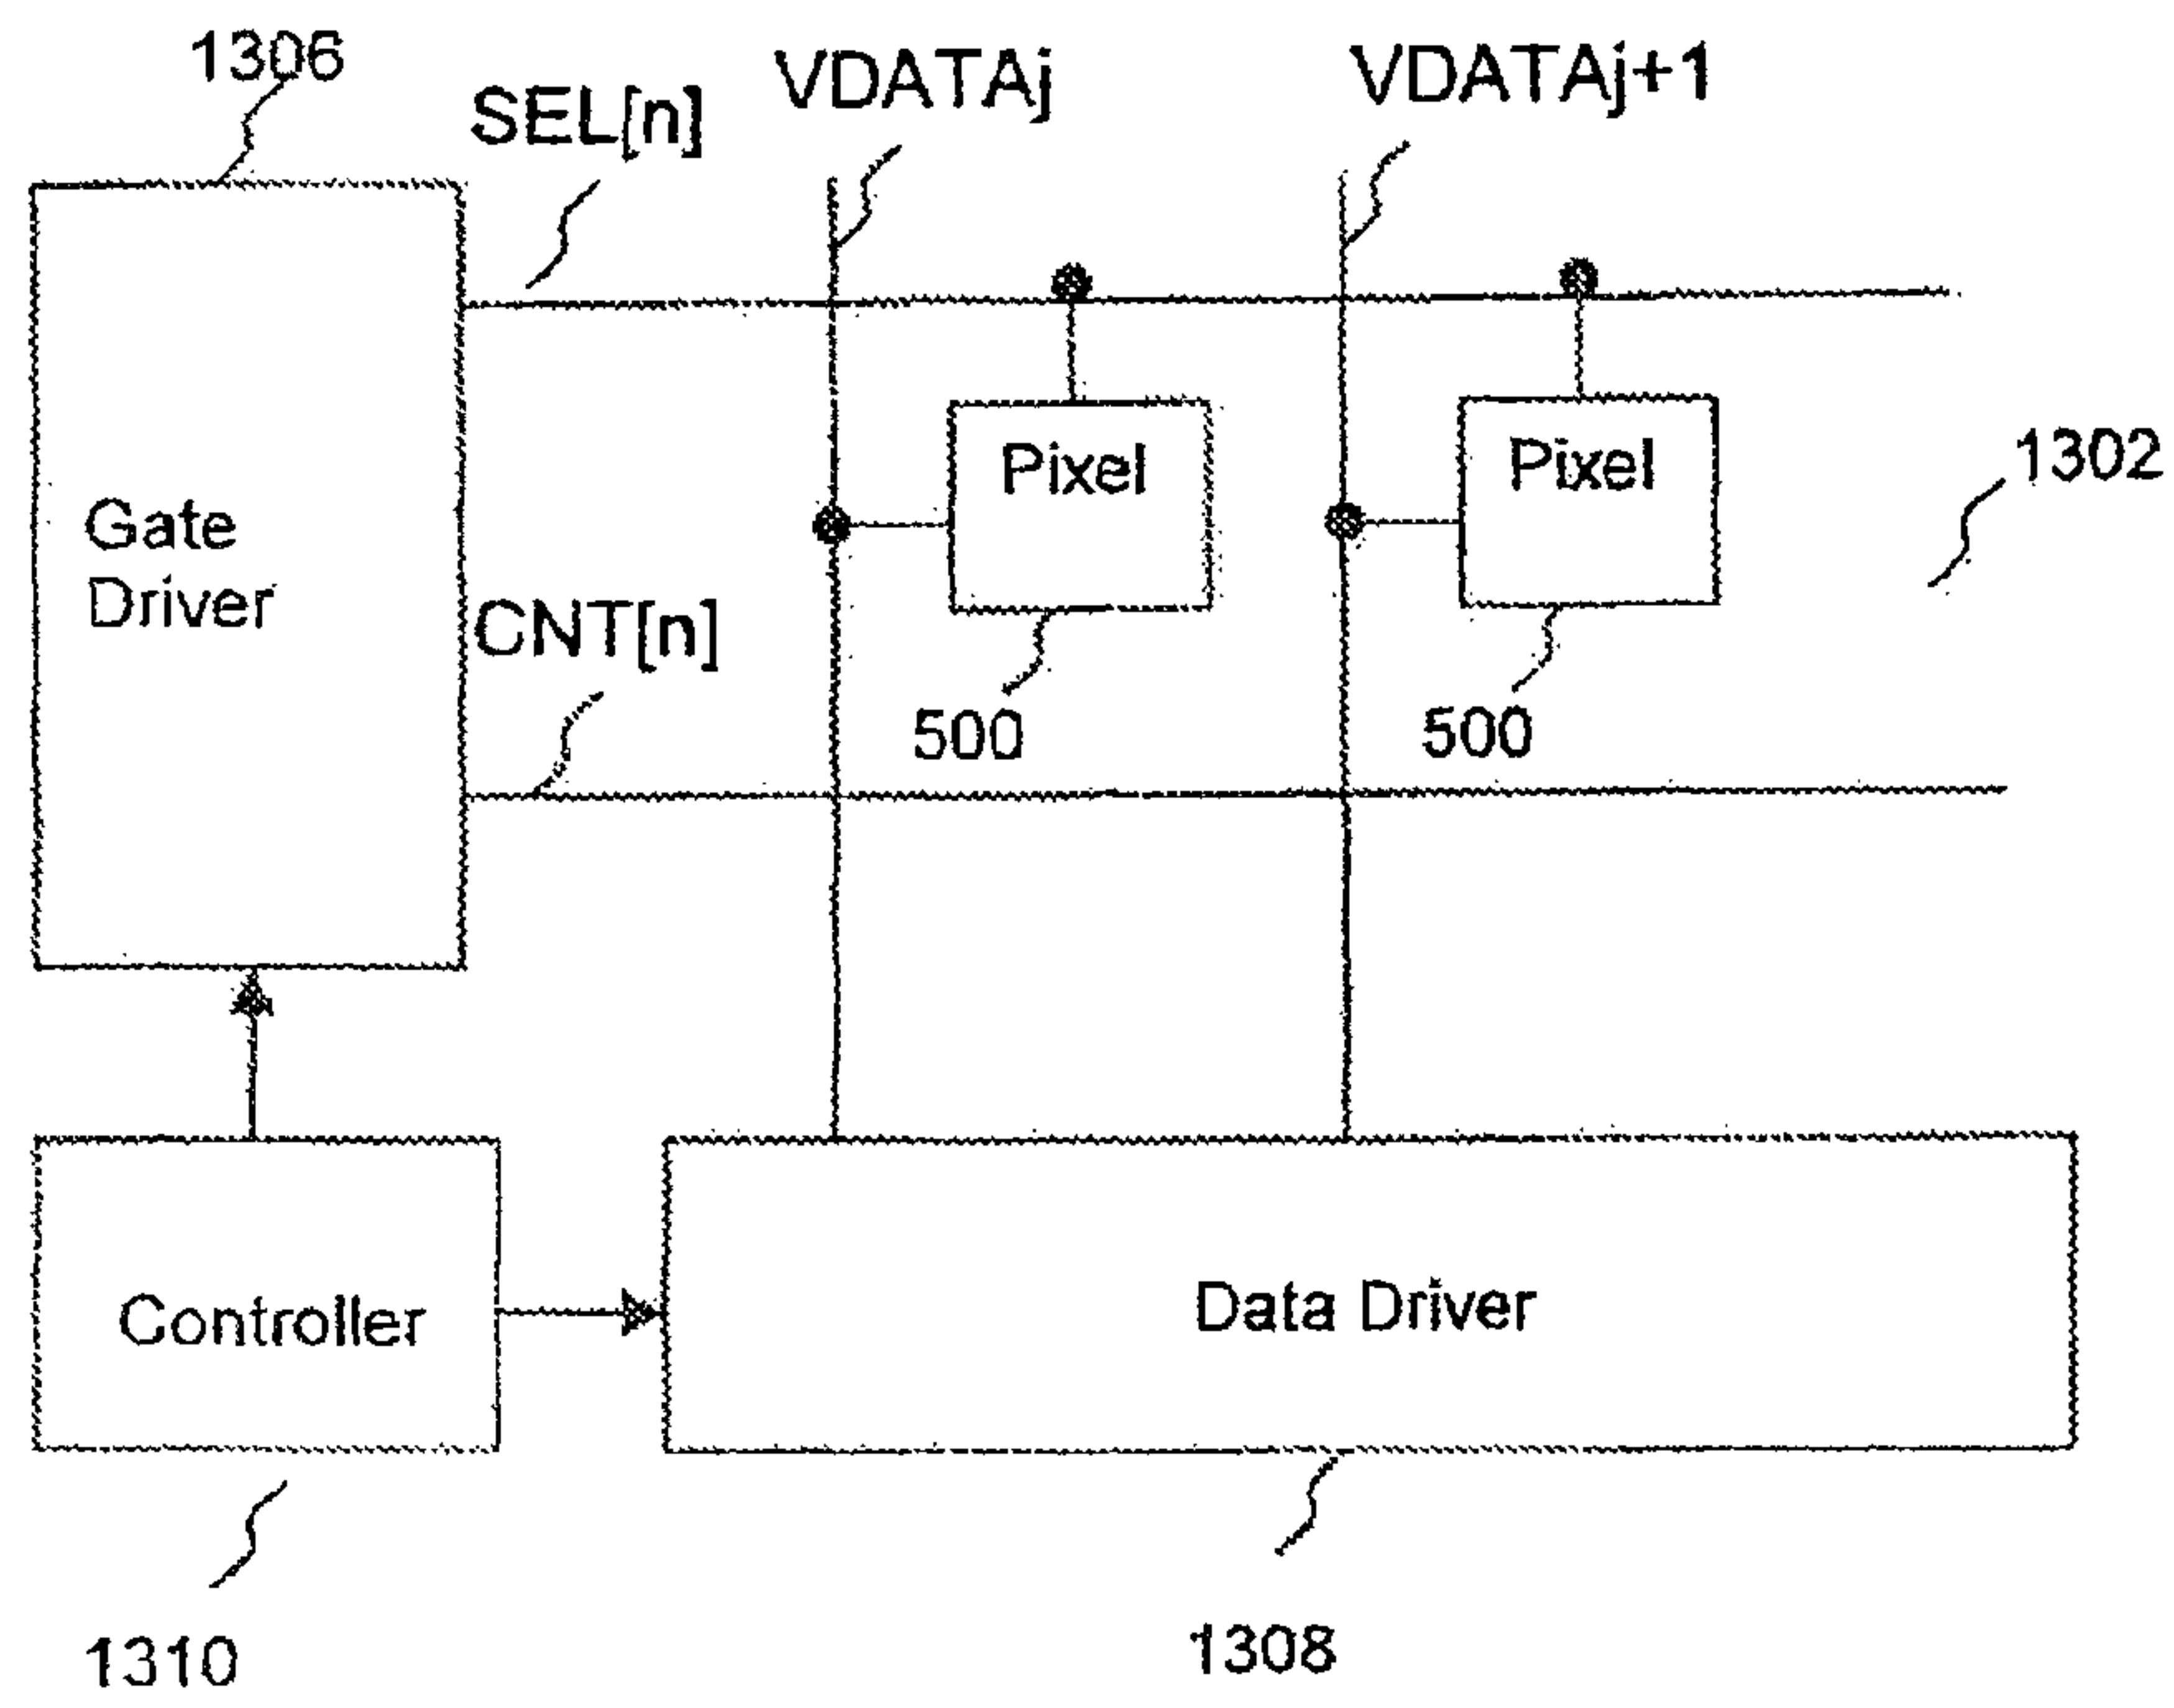 1306
SEL[n]
VDATAj
VDATAj+1
Pixel
Pixel
1302
Gate
Driver
CNT[n]
500
500
Controller
Data Driver
1310
1308